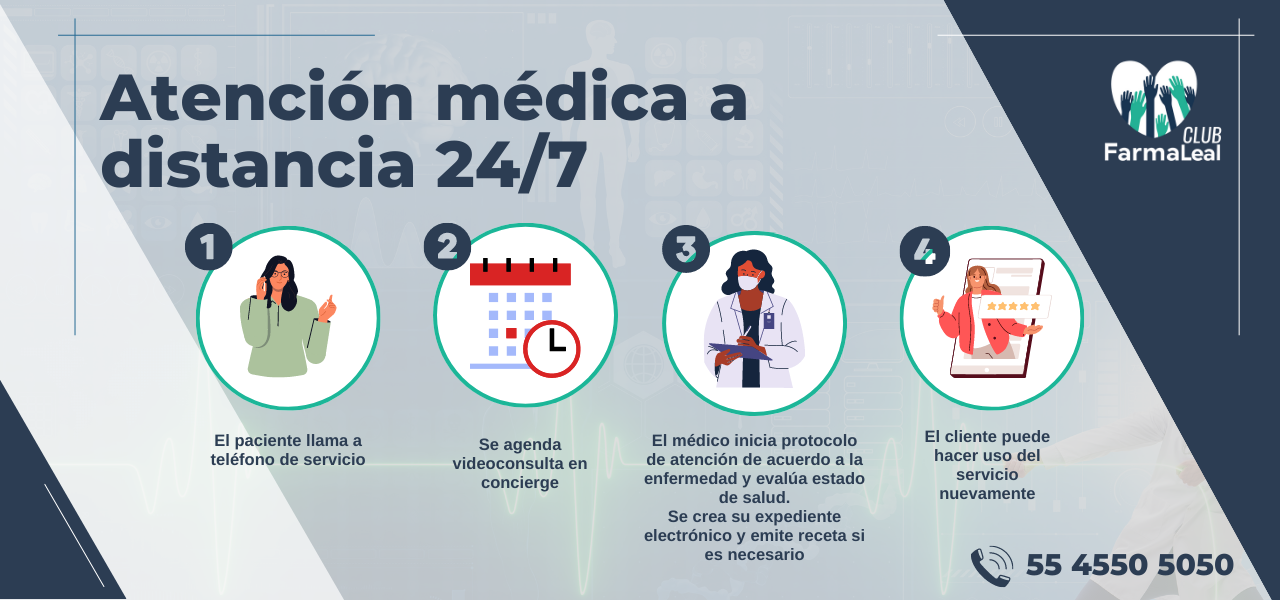 Atención médica a
distancia 24/7
CLUB
FarmaLeal
1
2
3
4
El paciente llama a
teléfono de servicio
Se agenda
videoconsulta en
concierge
El médico inicia protocolo
de atención de acuerdo a la
enfermedad y evalúa estado
de salud.
Se crea su expediente
electrónico y emite receta si
es necesario
El cliente puede
hacer uso del
servicio
nuevamente
55 4550 5050